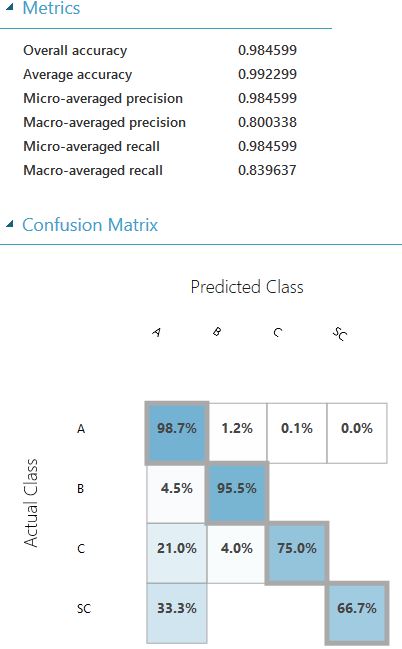 Metrics
Overall accuracy 0.984599
Average accuracy 0.992299
Micro-averaged precision 0.984599
Macro-averaged precision 0.800338
Micro-averaged recall 0.984599
Macro-averaged recall 0.839637
Confusion Matrix
Predicted Class
A B C SC
Actual Class
A 98.7% 1.2% 0.1% 0.0%
B 4.5% 95.5%
C 21.0% 4.0% 75.0%
SC 33.3% 66.7%